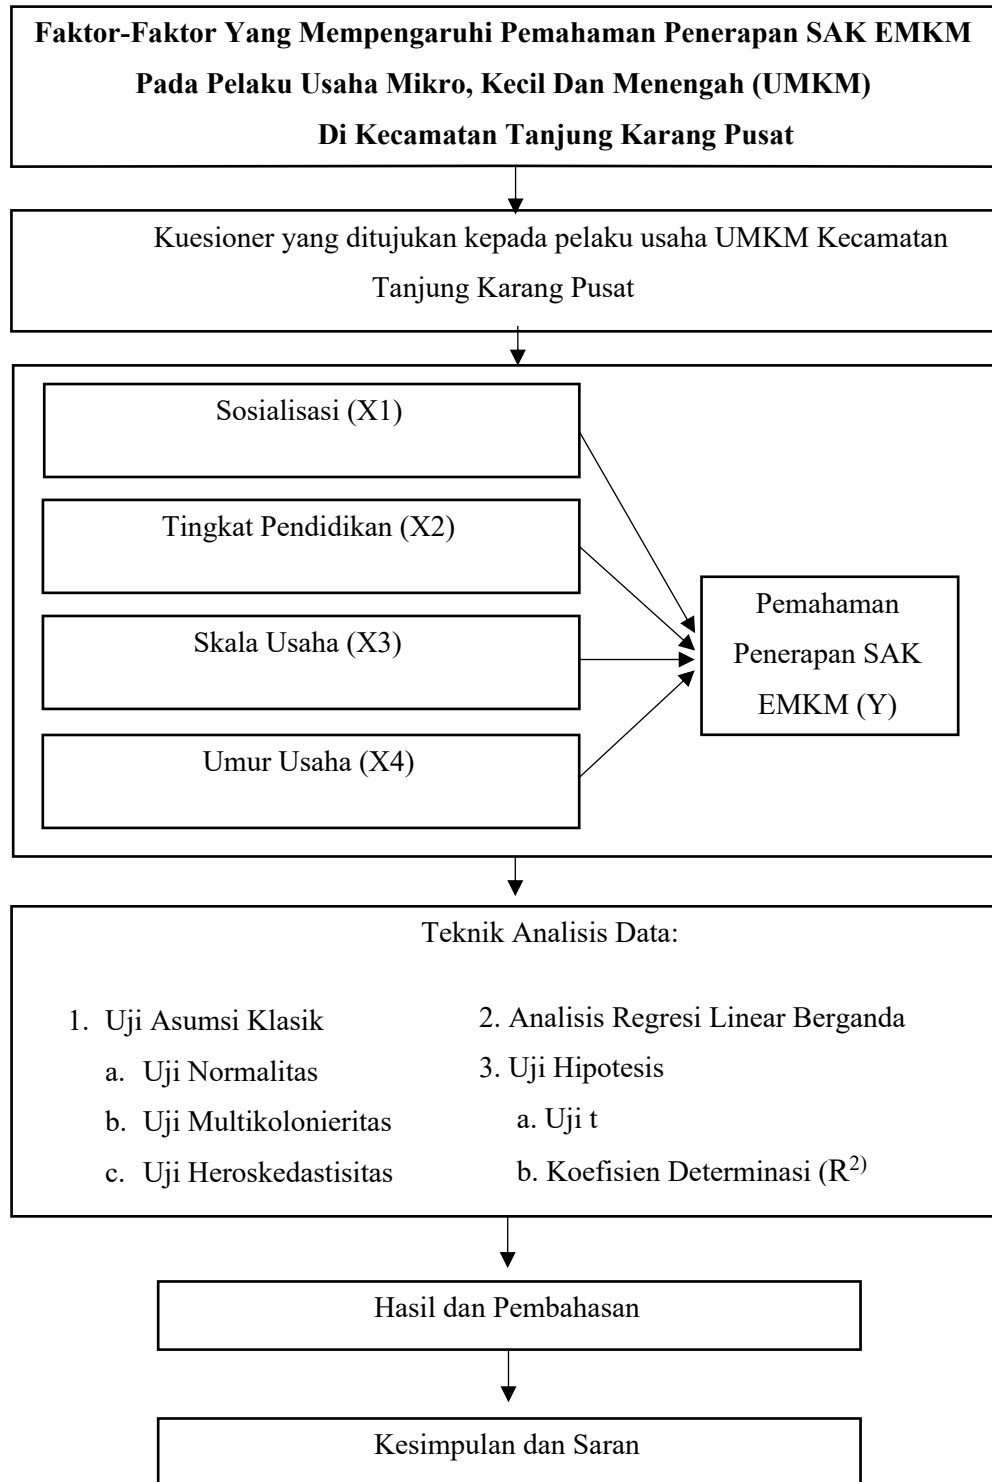 Faktor-Faktor Yang Mempengaruhi Pemahaman Penerapan SAK EMKM
Pada Pelaku Usaha Mikro, Kecil Dan Menengah (UMKM)
Di Kecamatan Tanjung Karang Pusat
Kuesioner yang ditujukan kepada pelaku usaha UMKM Kecamatan
Tanjung Karang Pusat
Sosialisasi (X1)
Tingkat Pendidikan (X2)
Skala Usaha (X3)
Umur Usaha (X4)
Pemahaman
Penerapan SAK
EMKM (Y)
Teknik Analisis Data:
1. Uji Asumsi Klasik
a. Uji Normalitas
b. Uji Multikolonieritas
c. Uji Heroskedastisitas
2. Analisis Regresi Linear Berganda
3. Uji Hipotesis
a. Uji t
b. Koefisien Determinasi (R²⁾
Hasil dan Pembahasan
Kesimpulan dan Saran